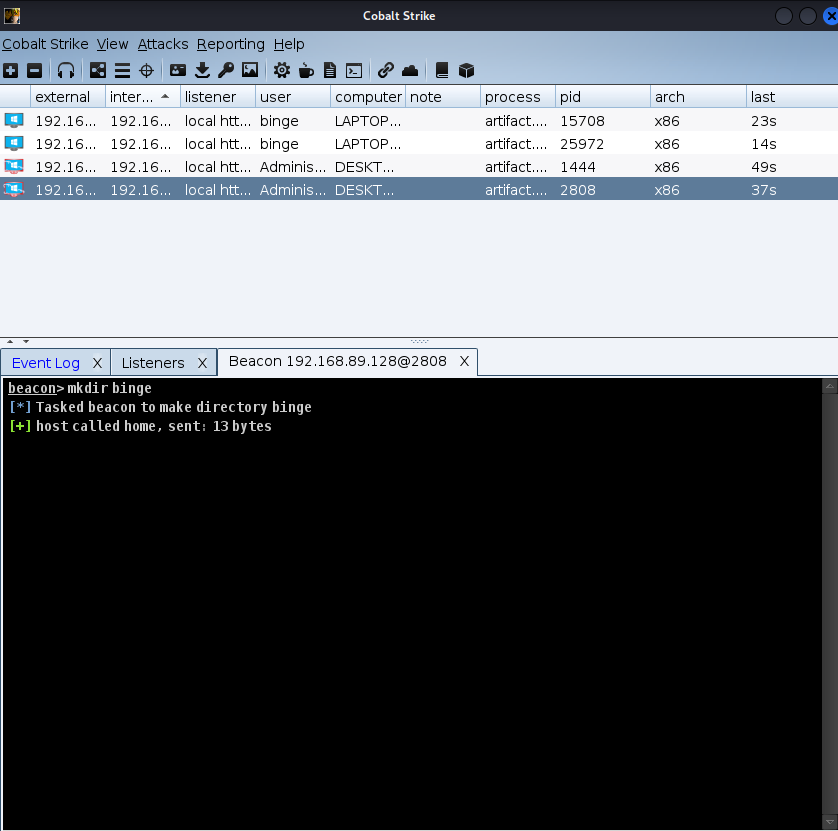 Cobalt Strike
Cobalt Strike View Attacks Reporting Help
external inter... listener user computer note process pid arch last
192.16... 192.16... local htt... binge LAPTOP... artifact.... 15708 x86 23s
192.16... 192.16... local htt... binge LAPTOP... artifact.... 25972 x86 14s
192.16... 192.16... local htt... Adminis... DESKT... artifact.... 1444 x86 49s
192.16... 192.16... local htt... Adminis... DESKT... artifact.... 2808 x86 37s
Event Log X Listeners X Beacon 192.168.89.128@2808 X
beacon> mkdir binge
[*] Tasked beacon to make directory binge
[+] host called home, sent: 13 bytes